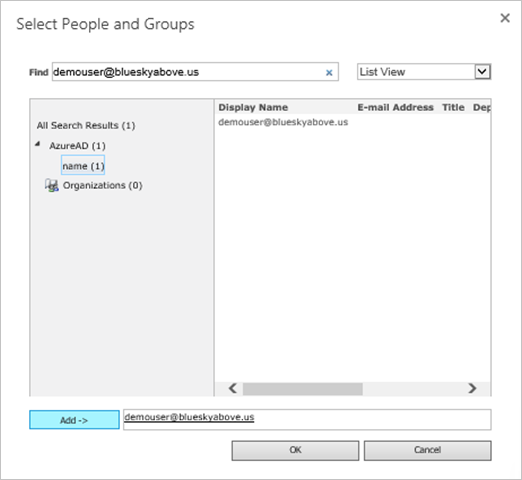 Select People and Groups
Find demouser@blueskyabove.us
List View
All Search Results (1)
AzureAD (1)
name (1)
Organizations (0)
Display Name E-mail Address Title Dep
demouser@blueskyabove.us
Add -> demouser@blueskyabove.us
OK Cancel